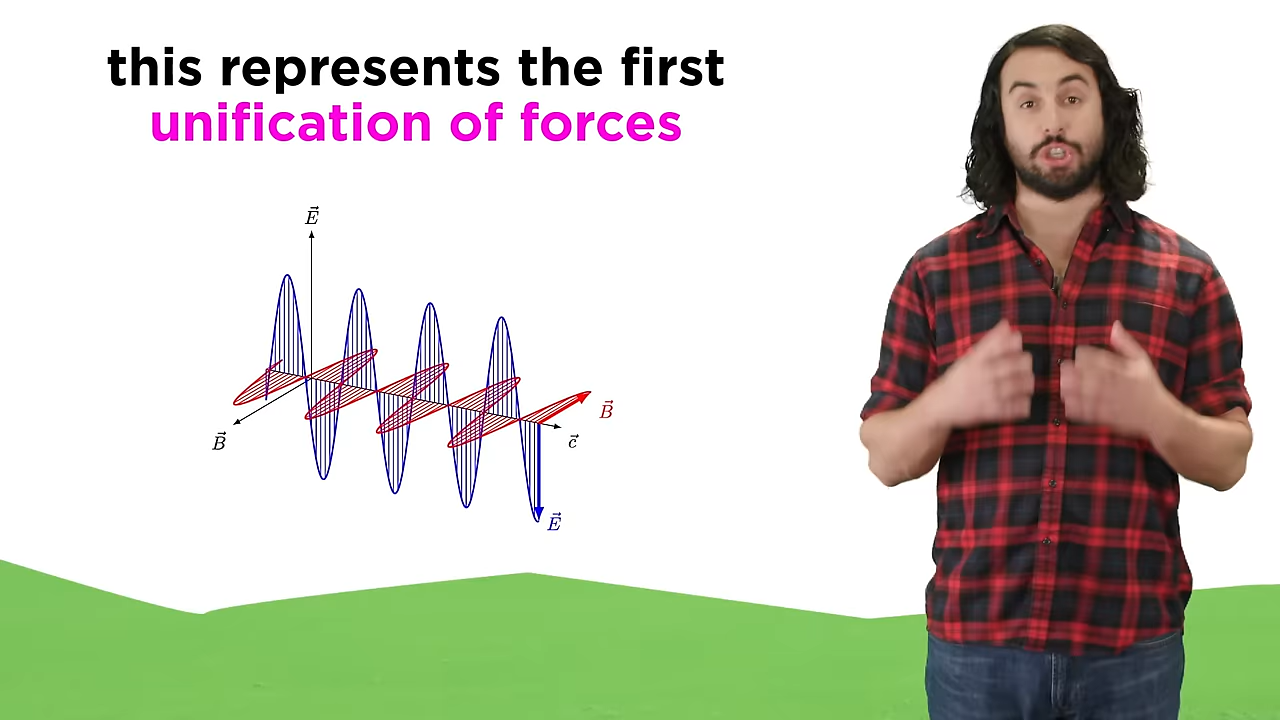 this represents the first
unification of forces
E⃗
B⃗
B⃗
c⃗
E⃗